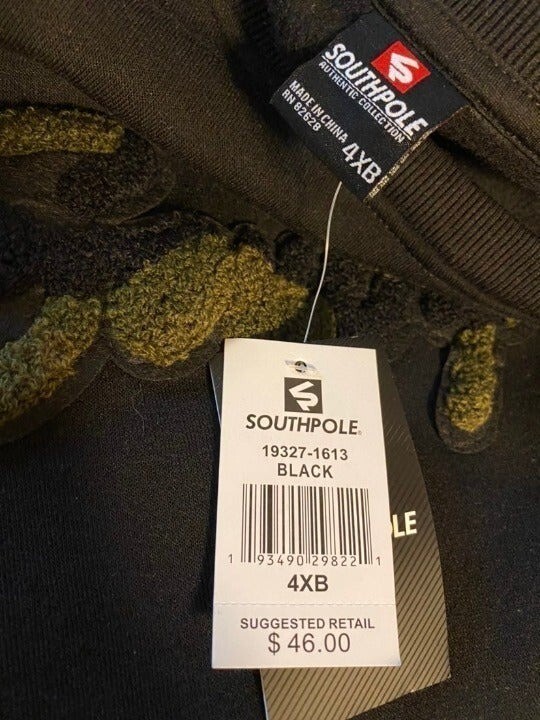 SOUTHPOLE
AUTHENTIC COLLECTION
MADE IN CHINA
RN 82628
4XB
SOUTHPOLE®
19327-1613
BLACK
1 93490 29822 1
4XB
SUGGESTED RETAIL
$ 46.00
LE